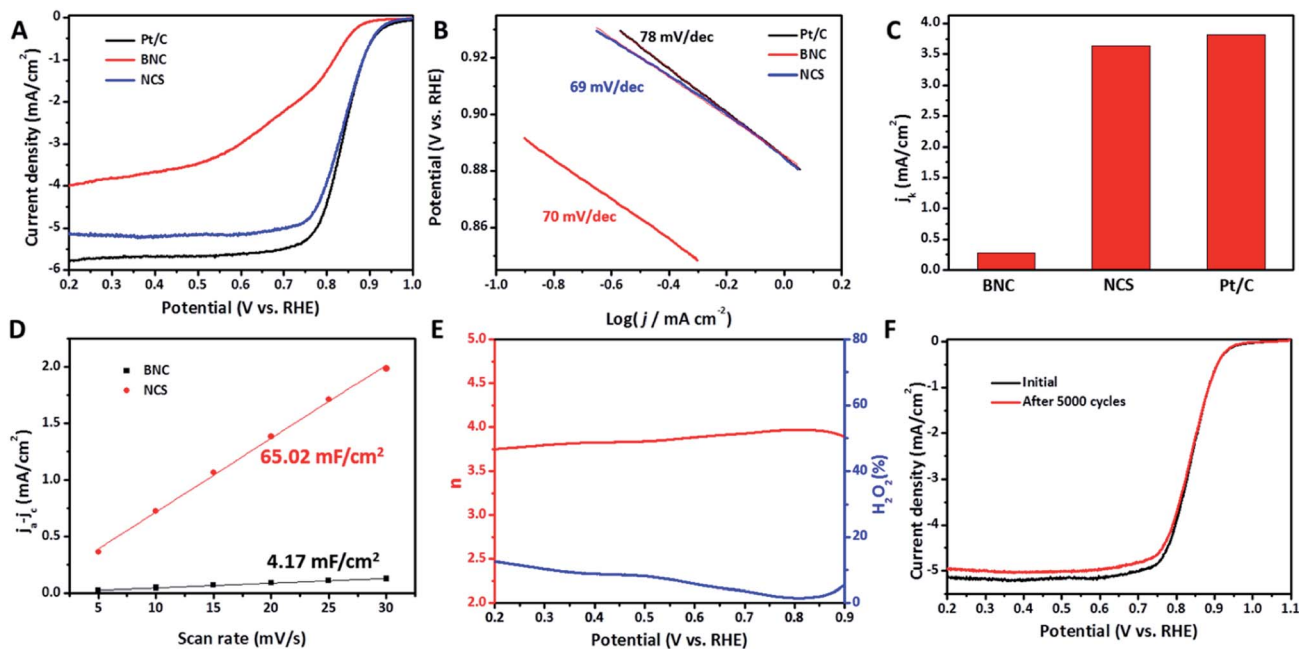 A
Pt/C
BNC
NCS
Current density (mA/cm²)
0
-1
-2
-3
-4
-5
-6
0.2 0.3 0.4 0.5 0.6 0.7 0.8 0.9 1.0
Potential (V vs. RHE)
B
78 mV/dec
69 mV/dec
70 mV/dec
Pt/C
BNC
NCS
Potential (V vs. RHE)
0.92
0.90
0.88
0.86
-1.0 -0.8 -0.6 -0.4 -0.2 0.0 0.2
Log( j / mA cm⁻²)
C
jₖ (mA/cm²)
4.0
3.5
3.0
2.5
2.0
1.5
1.0
0.5
0.0
BNC NCS Pt/C
D
BNC
NCS
65.02 mF/cm²
4.17 mF/cm²
jₐ-j꜀ (mA/cm²)
2.0
1.5
1.0
0.5
0.0
5 10 15 20 25 30
Scan rate (mV/s)
E
n
5.0
4.5
4.0
3.5
3.0
2.5
2.0
H₂O₂(%)
80
60
40
20
0
0.2 0.3 0.4 0.5 0.6 0.7 0.8 0.9
Potential (V vs. RHE)
F
Initial
After 5000 cycles
Current density (mA/cm²)
0
-1
-2
-3
-4
-5
0.2 0.3 0.4 0.5 0.6 0.7 0.8 0.9 1.0 1.1
Potential (V vs. RHE)